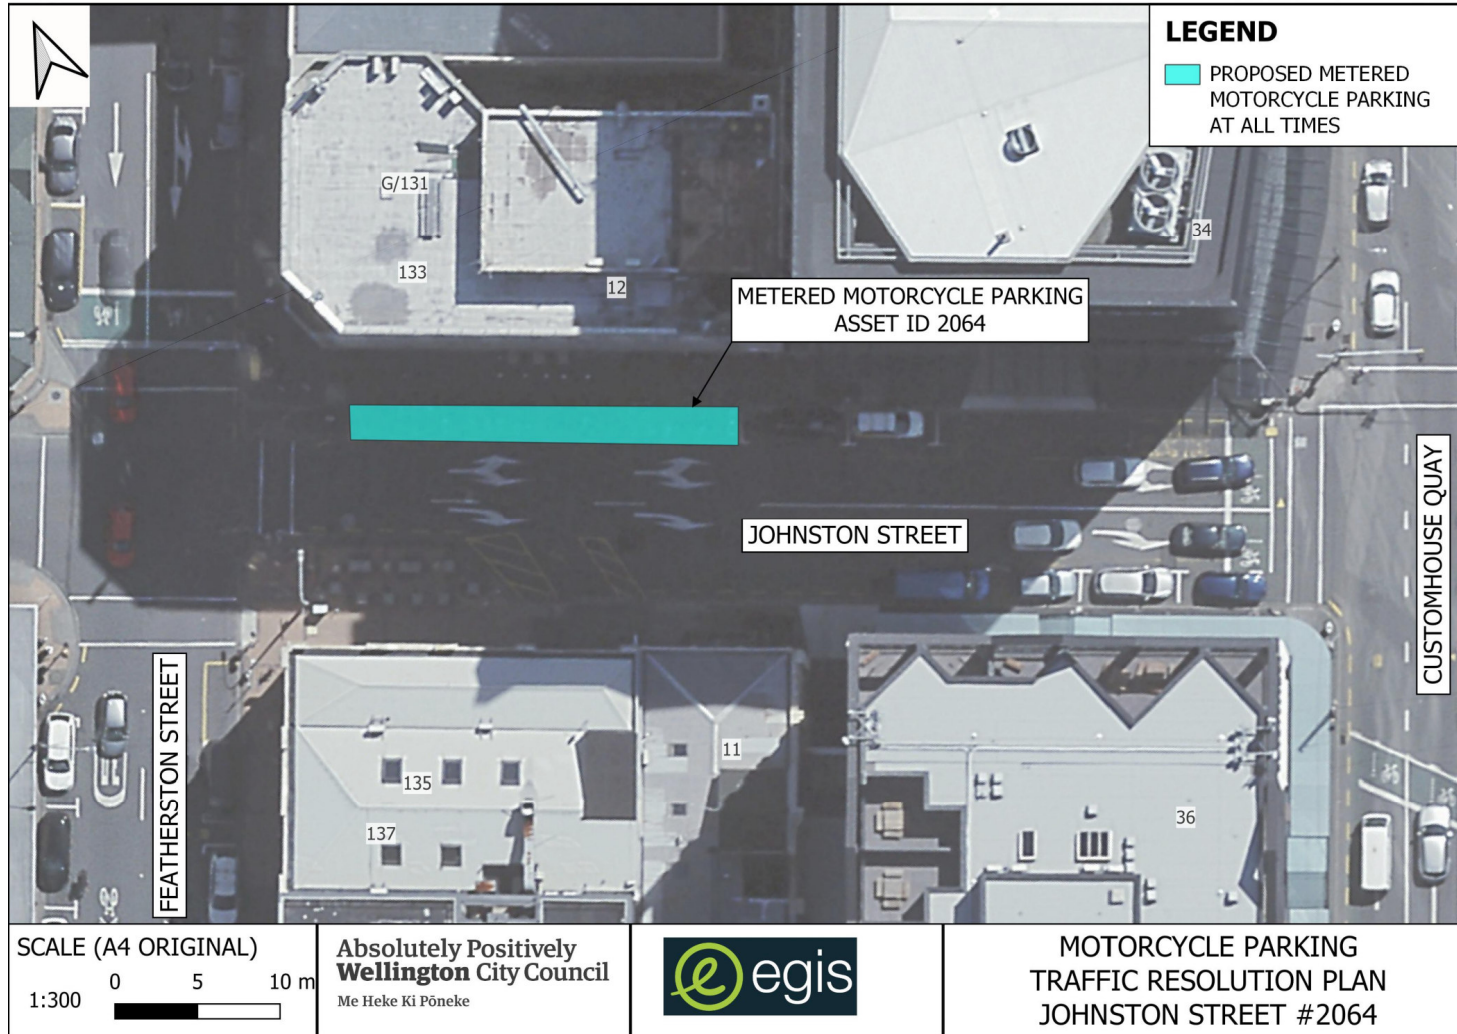 LEGEND
PROPOSED METERED
MOTORCYCLE PARKING
AT ALL TIMES
G/131
133
12
34
METERED MOTORCYCLE PARKING
ASSET ID 2064
JOHNSTON STREET
CUSTOMHOUSE QUAY
FEATHERSTON STREET
135
137
11
36
SCALE (A4 ORIGINAL)
0 5 10 m
1:300
Absolutely Positively
Wellington City Council
Me Heke Ki Pōneke
e egis
MOTORCYCLE PARKING
TRAFFIC RESOLUTION PLAN
JOHNSTON STREET #2064